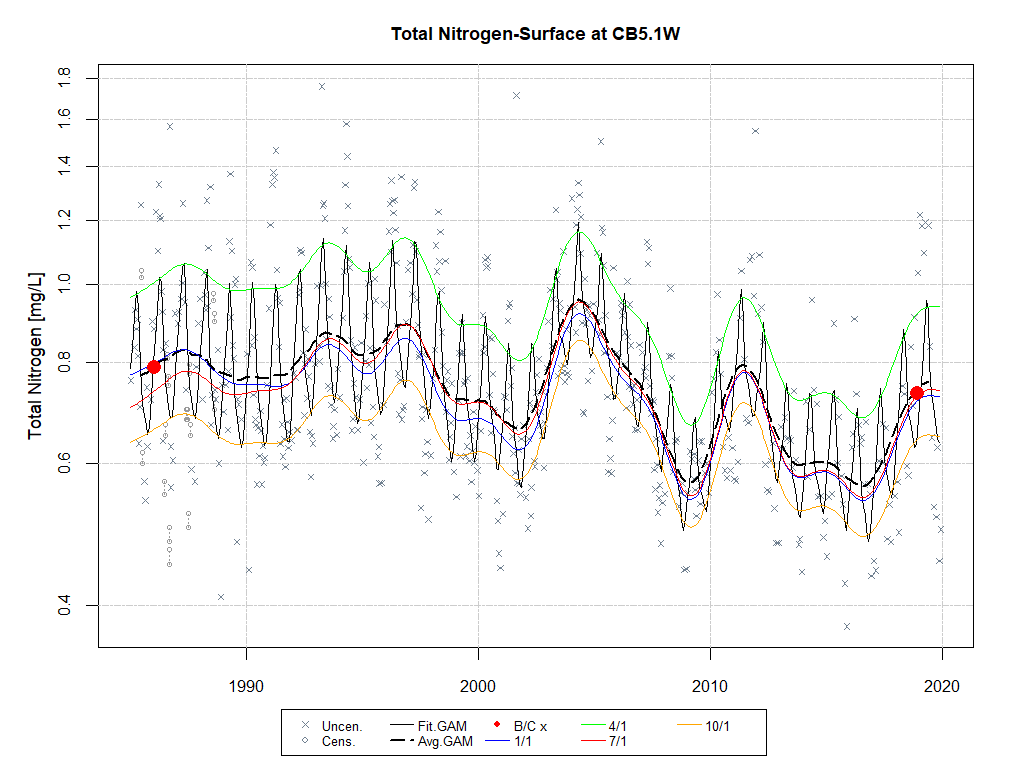 Total Nitrogen-Surface at CB5.1W
Total Nitrogen [mg/L]
1.8
1.6
1.4
1.2
1.0
0.8
0.6
0.4
1990 2000 2010 2020
Uncen. Fit.GAM B/C x 4/1 10/1
Cens. Avg.GAM 1/1 7/1